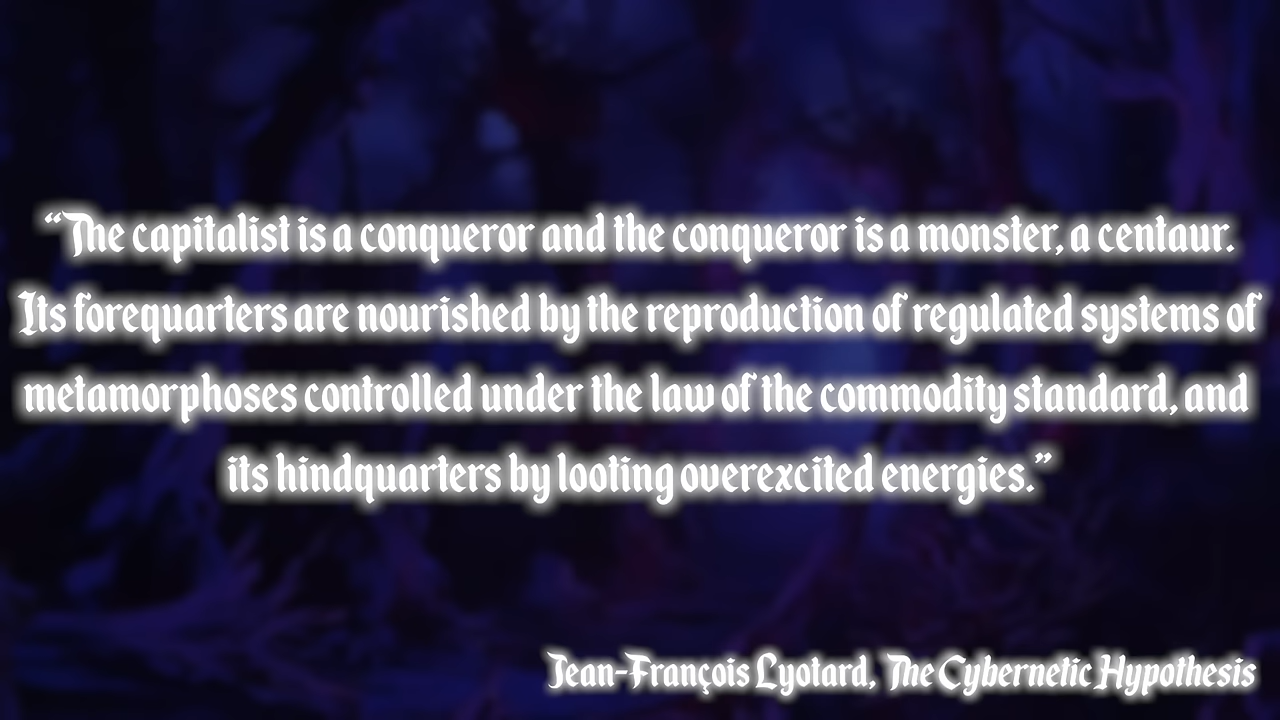 “The capitalist is a conqueror and the conqueror is a monster, a centaur.
Its forequarters are nourished by the reproduction of regulated systems of
metamorphoses controlled under the law of the commodity standard, and
its hindquarters by looting overexcited energies.”
Jean-François Lyotard, The Cybernetic Hypothesis